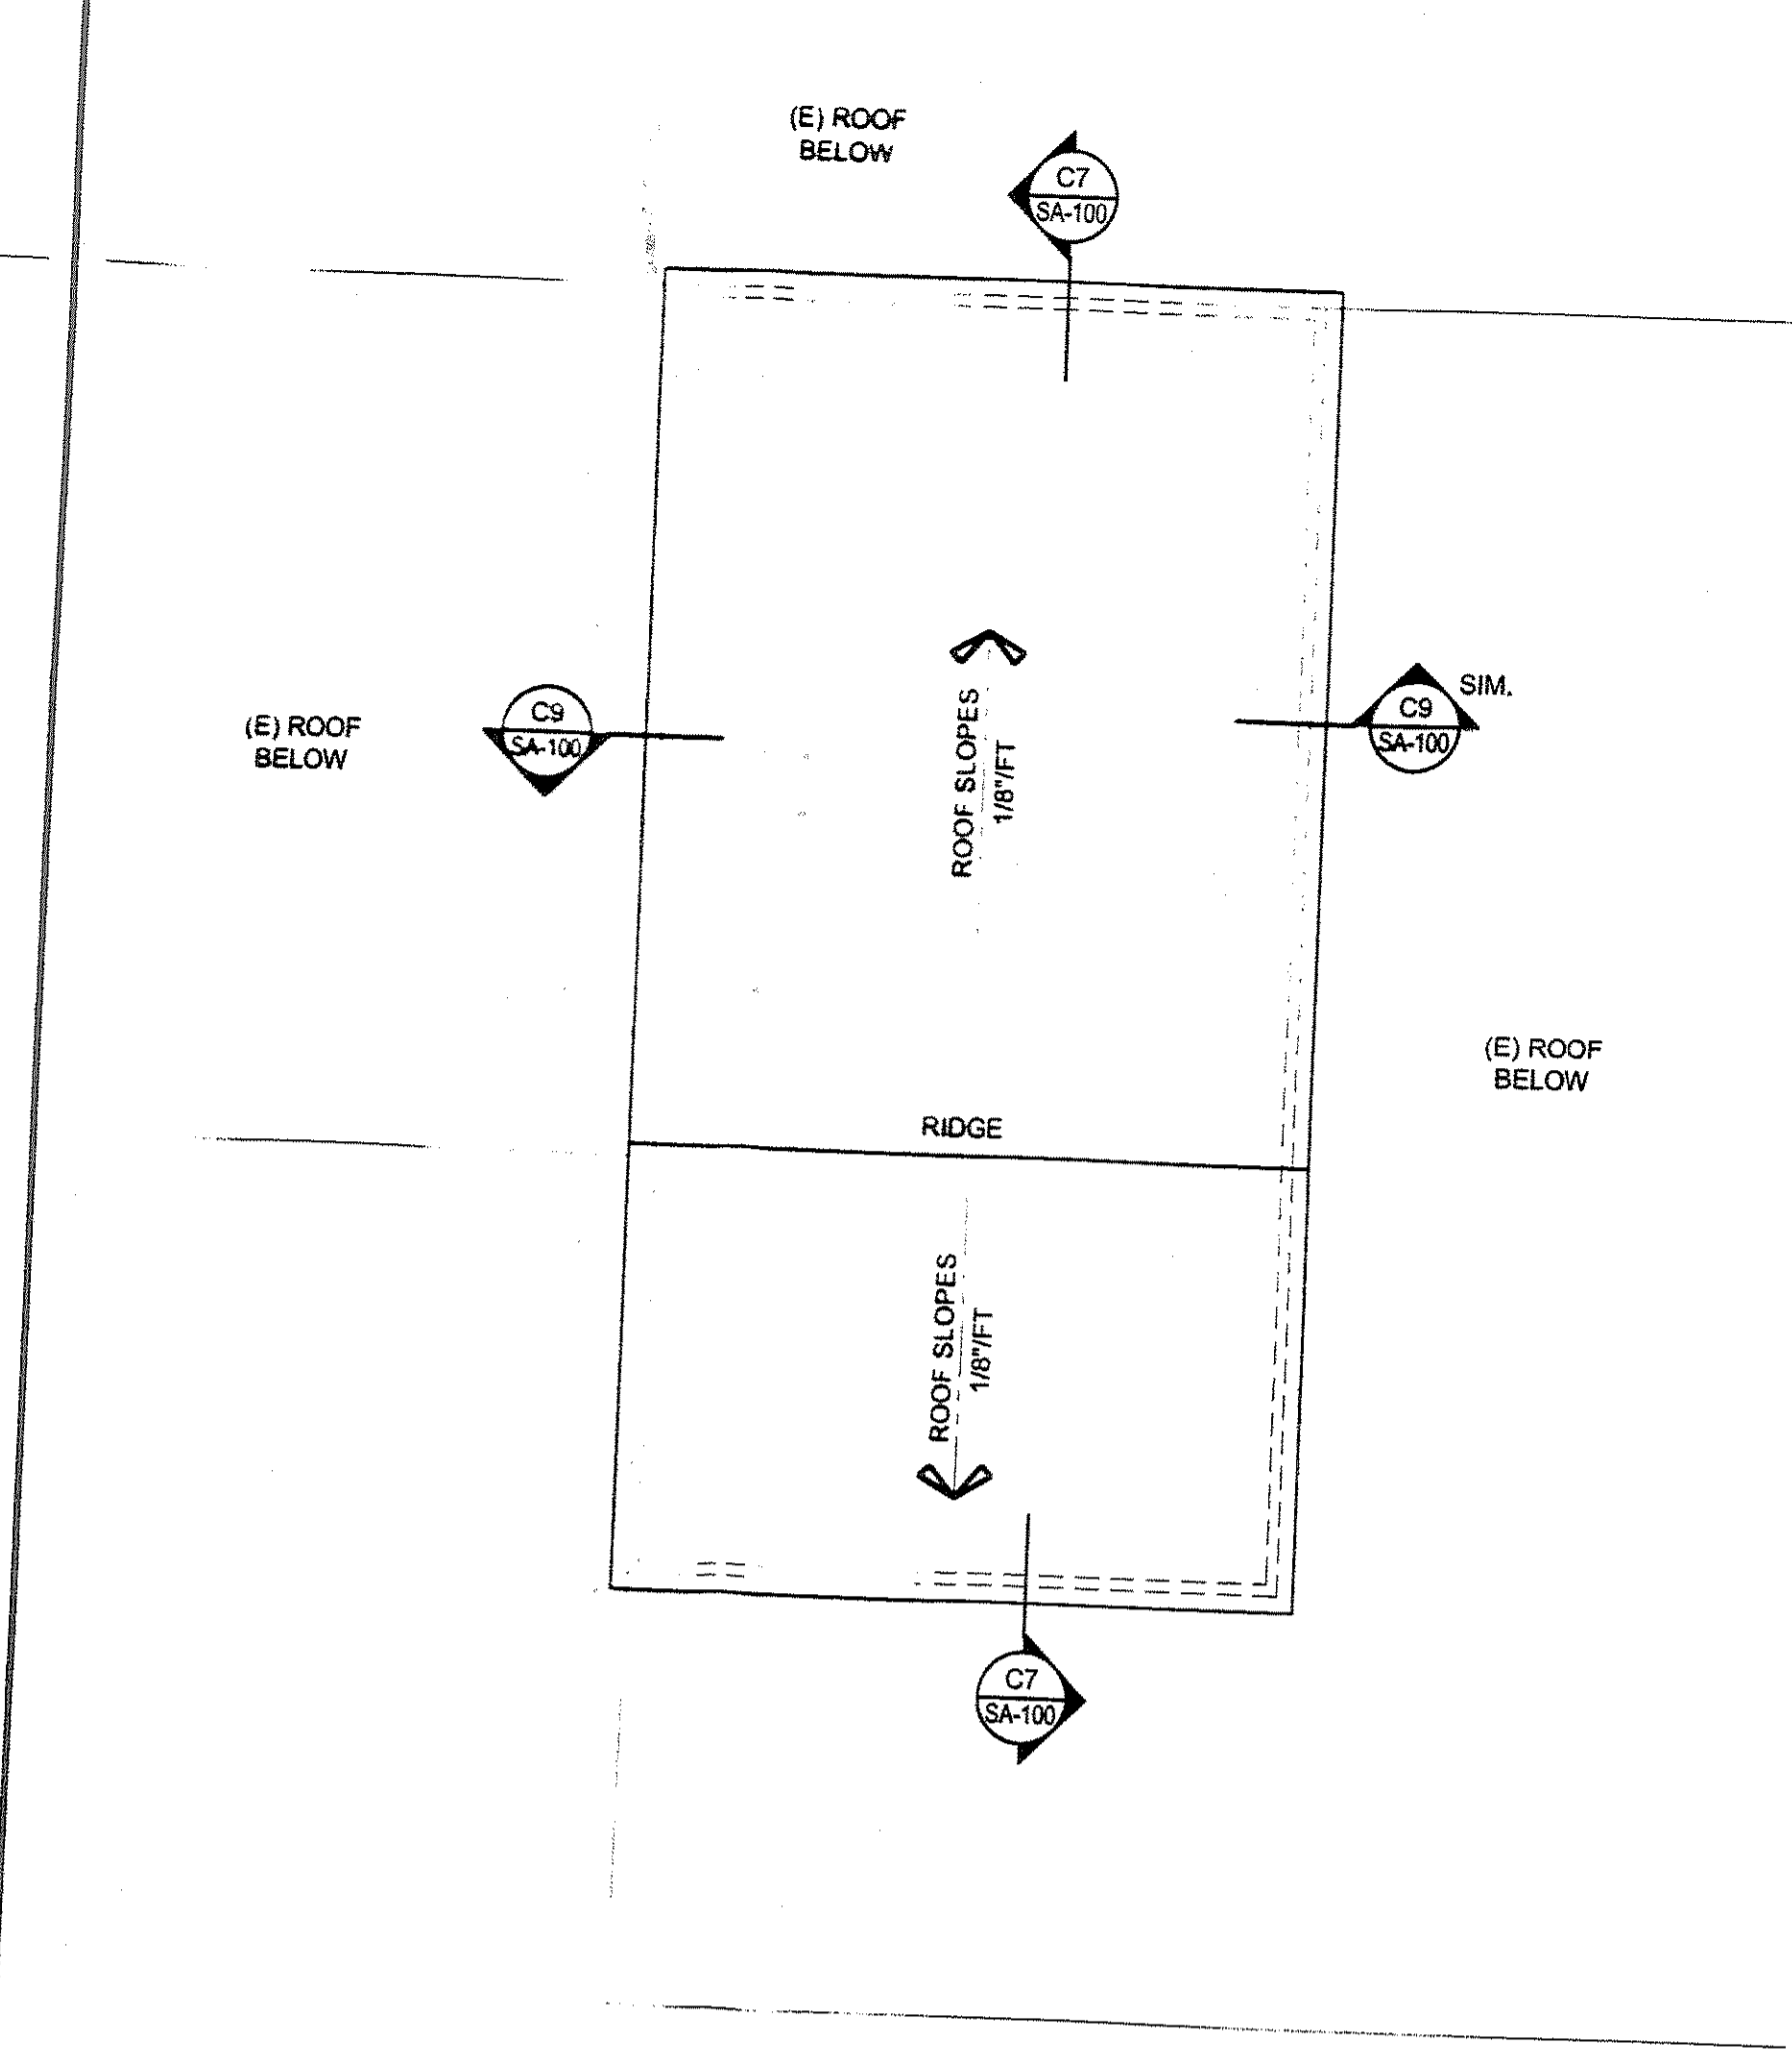 (E) ROOF
BELOW
C7
SA-100
(E) ROOF
BELOW
C9
SA-100
ROOF SLOPES
1/8"/FT
C9
SA-100
SIM.
(E) ROOF
BELOW
RIDGE
ROOF SLOPES
1/8"/FT
C7
SA-100